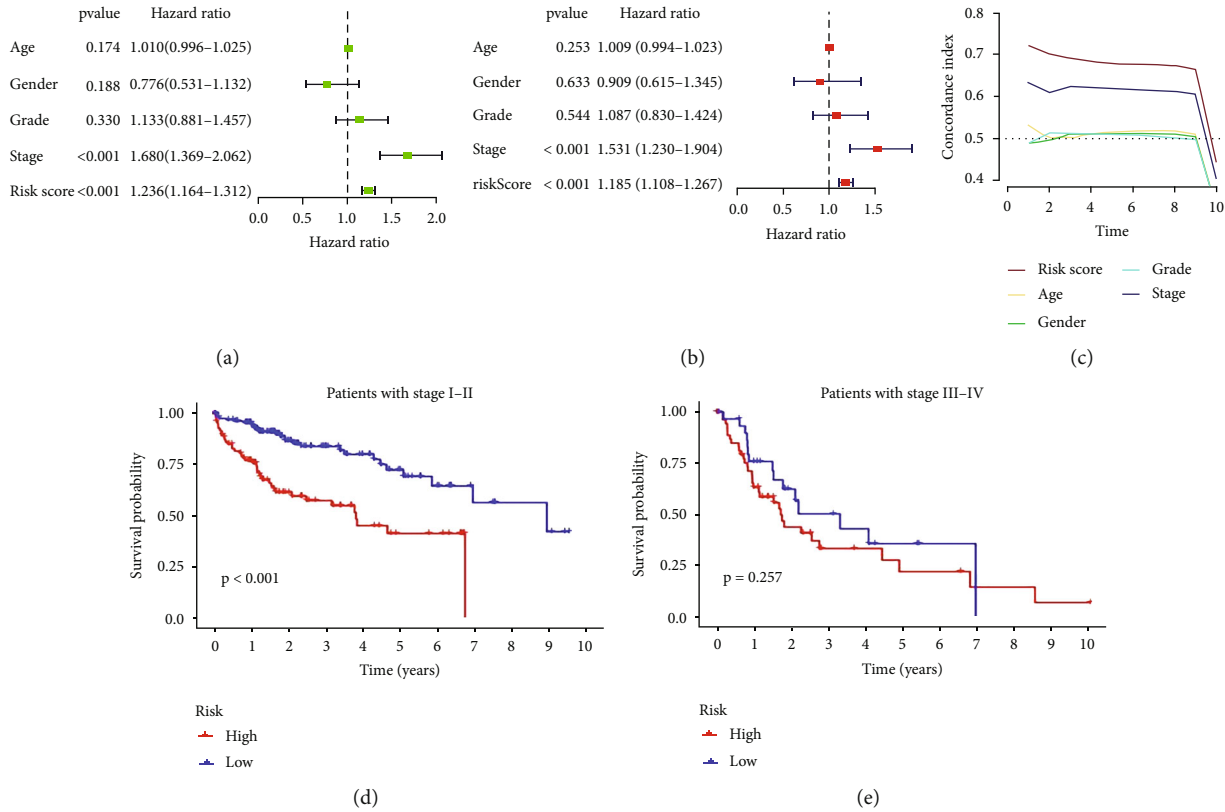 pvalue Hazard ratio
Age 0.174 1.010(0.996–1.025)
Gender 0.188 0.776(0.531–1.132)
Grade 0.330 1.133(0.881–1.457)
Stage <0.001 1.680(1.369–2.062)
Risk score <0.001 1.236(1.164–1.312)
0.0 1.0 1.5 2.0
Hazard ratio
(a)
pvalue Hazard ratio
Age 0.253 1.009 (0.994–1.023)
Gender 0.633 0.909 (0.615–1.345)
Grade 0.544 1.087 (0.830–1.424)
Stage < 0.001 1.531 (1.230–1.904)
riskScore < 0.001 1.185 (1.108–1.267)
0.0 0.0 1.0 1.5
Hazard ratio
(b)
Concordance index
0.7
0.6
0.5
0.4
0 2 4 6 8 10
Time
Risk score Grade
Age Stage
Gender
(c)
Patients with stage I–II
Survival probability
1.00
0.75
0.50
0.25
0.0
p < 0.001
0 1 2 3 4 5 6 7 9 9 10
Time (years)
Risk
High
Low
(d)
Patients with stage III–IV
Survival probability
1.00
0.75
0.50
0.25
0.0
p = 0.257
0 1 2 3 4 5 6 7 8 9 10
Time (years)
Risk
High
Low
(e)